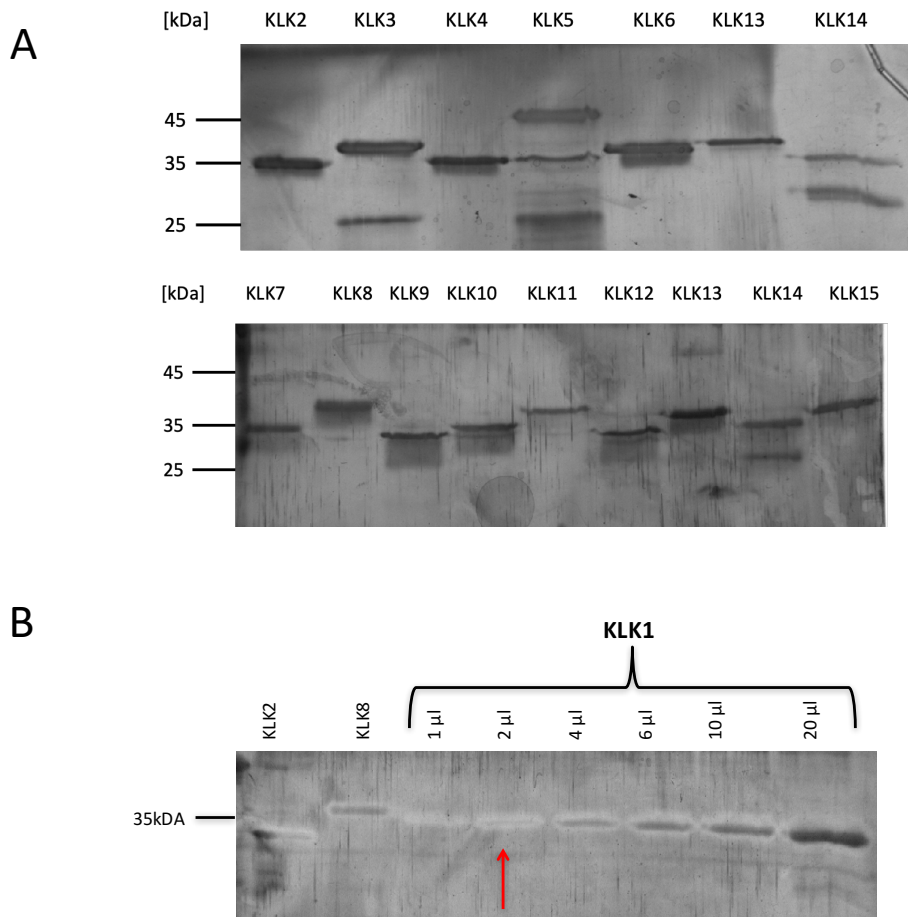 A
[kDa] KLK2 KLK3 KLK4 KLK5 KLK6 KLK13 KLK14
45
35
25
[kDa] KLK7 KLK8 KLK9 KLK10 KLK11 KLK12 KLK13 KLK14 KLK15
45
35
25
B
KLK1
KLK2 KLK8 1 µl 2 µl 4 µl 6 µl 10 µl 20 µl
35kDA